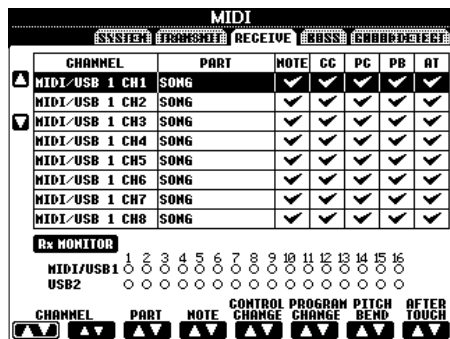 MIDI
SYSTEM TRANSMIT RECEIVE BASS CHORD DETECT
CHANNEL PART NOTE CC PC PB AT
MIDI/USB 1 CH1 SONG
MIDI/USB 1 CH2 SONG
MIDI/USB 1 CH3 SONG
MIDI/USB 1 CH4 SONG
MIDI/USB 1 CH5 SONG
MIDI/USB 1 CH6 SONG
MIDI/USB 1 CH7 SONG
MIDI/USB 1 CH8 SONG
Rx MONITOR
1 2 3 4 5 6 7 8 9 10 11 12 13 14 15 16
MIDI/USB1
USB2
CHANNEL PART NOTE CONTROL CHANGE PROGRAM CHANGE PITCH BEND AFTER TOUCH